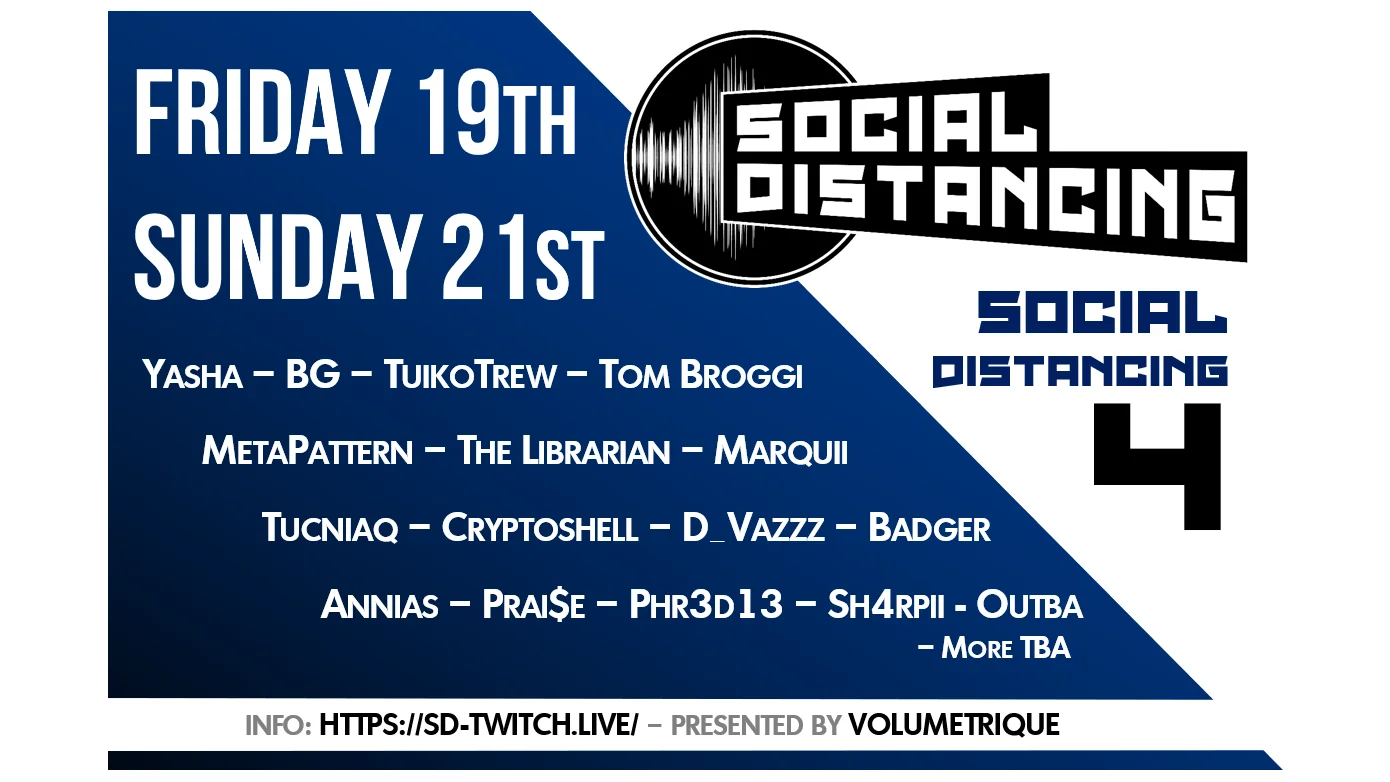 FRIDAY 19TH
SUNDAY 21ST
SOCIAL
DISTANCING
SOCIAL
DISTANCING
4
YASHA – BG – TUIKOTREW – TOM BROGGI
METAPATTERN – THE LIBRARIAN – MARQUII
TUCNIAQ – CRYPTOSHELL – D_VAZZZ – BADGER
ANNIAS – PRAI$E – PHR3D13 – SH4RPII - OUTBA
– MORE TBA
INFO: HTTPS://SD-TWITCH.LIVE/ – PRESENTED BY VOLUMETRIQUE